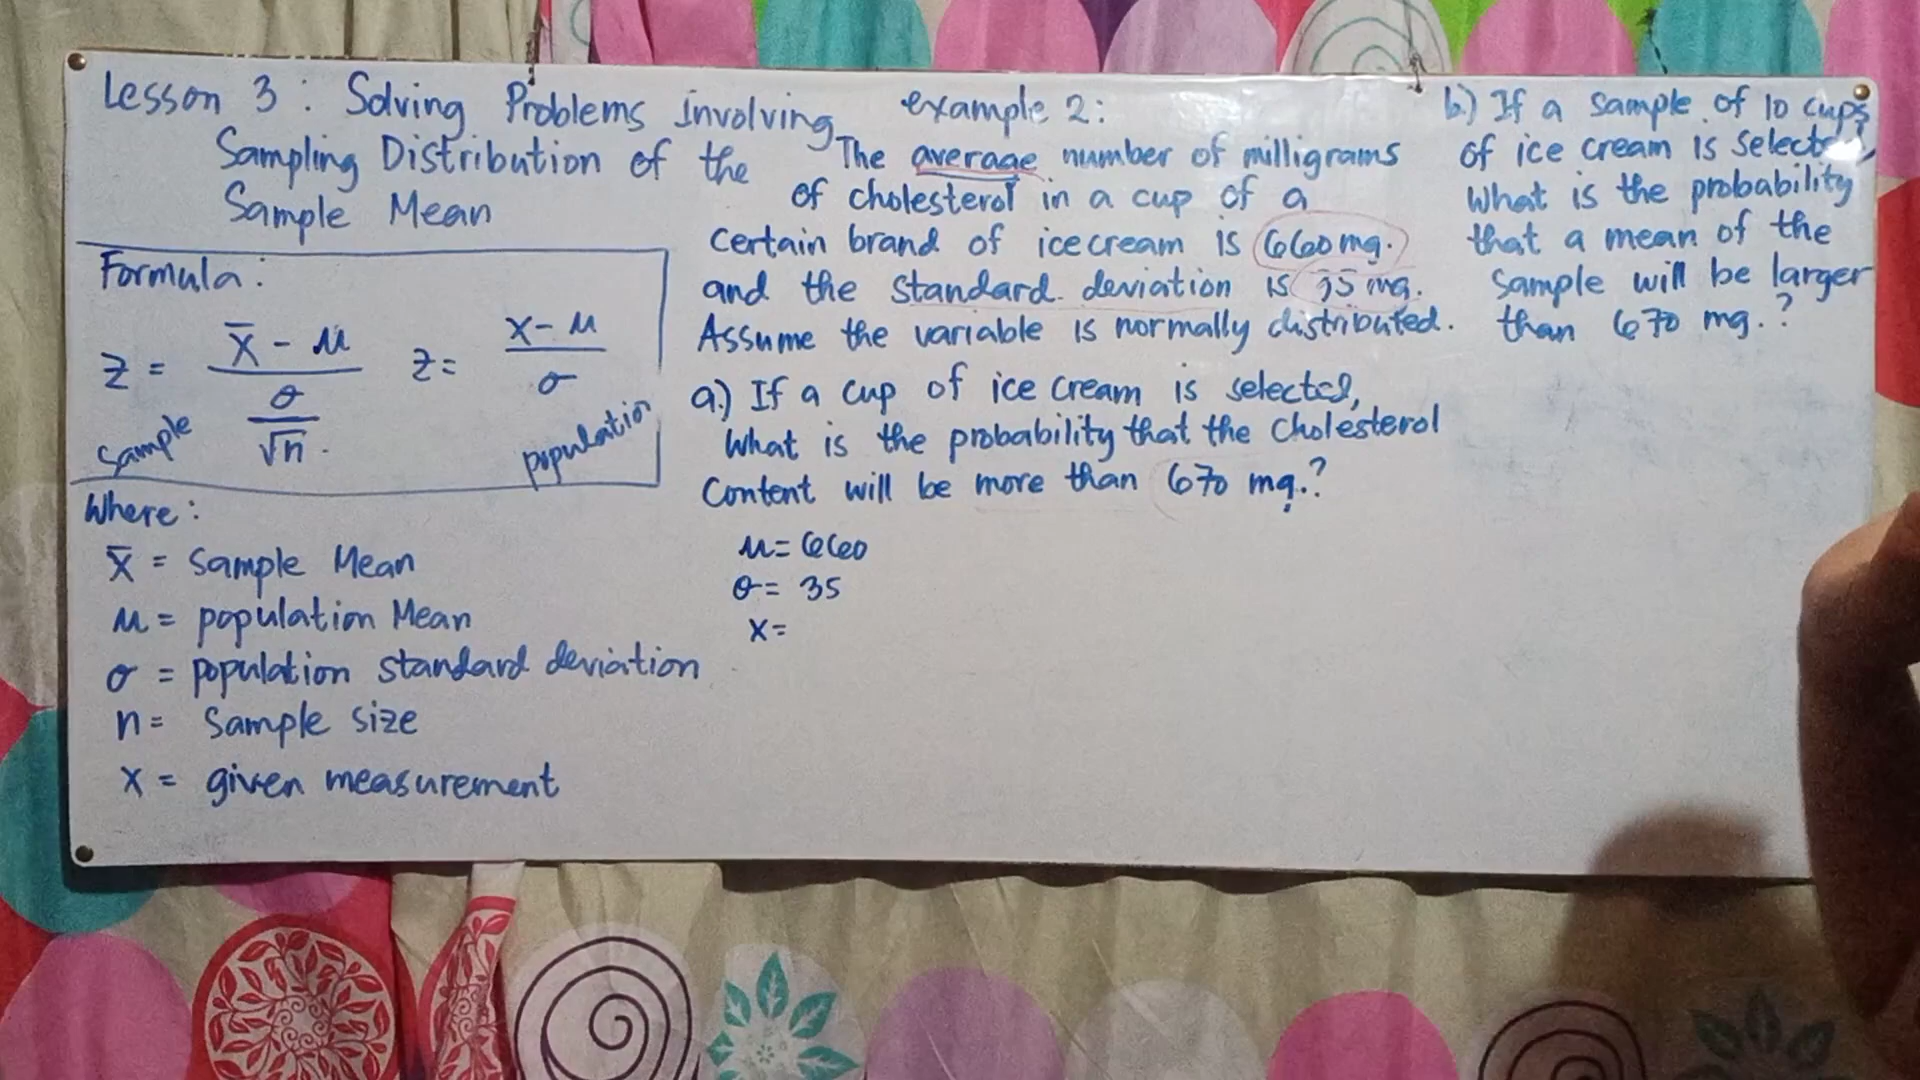 Lesson 3 : Solving Problems Involving
Sampling Distribution of the
Sample Mean
Formula:
z = x̄ - μ / σ / √n .
Sample
z = x - μ / σ
population
Where:
x̄ = Sample Mean
μ = population Mean
σ = population standard deviation
n = Sample size
x = given measurement
example 2:
The average number of milligrams
of cholesterol in a cup of a
certain brand of ice cream is 660 mg.
and the standard deviation is 35 mg.
Assume the variable is normally distributed.
a.) If a cup of ice cream is selected,
What is the probability that the cholesterol
Content will be more than 670 mg.?
μ = 660
σ = 35
x =
b.) If a sample of 10 cups
of ice cream is selected,
What is the probability
that a mean of the
Sample will be larger
than 670 mg.?